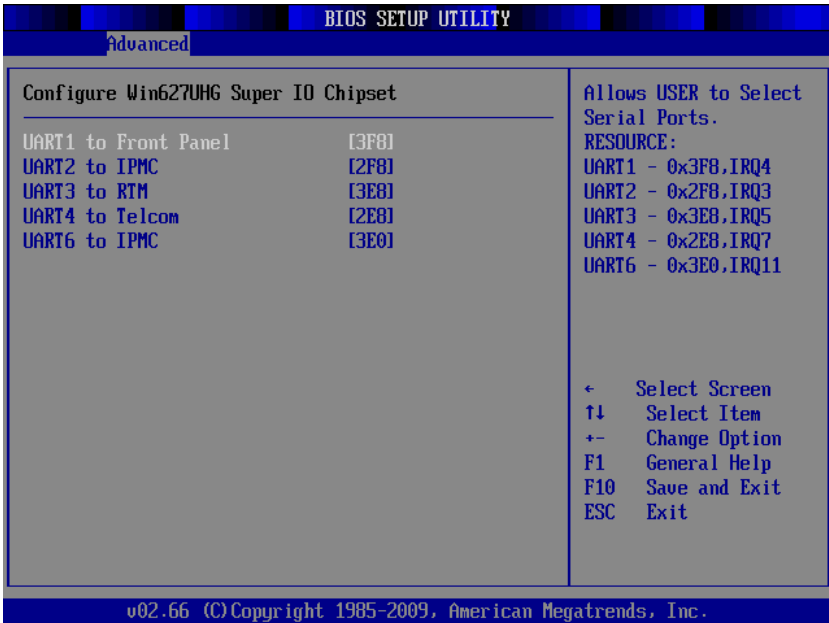 BIOS SETUP UTILITY
Advanced
Configure Win627UHG Super IO Chipset
UART1 to Front Panel [3F8]
UART2 to IPMC [2F8]
UART3 to RTM [3E8]
UART4 to Telcom [2E8]
UART6 to IPMC [3E0]
Allows USER to Select
Serial Ports.
RESOURCE:
UART1 - 0x3F8,IRQ4
UART2 - 0x2F8,IRQ3
UART3 - 0x3E8,IRQ5
UART4 - 0x2E8,IRQ7
UART6 - 0x3E0,IRQ11
← Select Screen
↑↓ Select Item
+- Change Option
F1 General Help
F10 Save and Exit
ESC Exit
v02.66 (C)Copyright 1985-2009, American Megatrends, Inc.